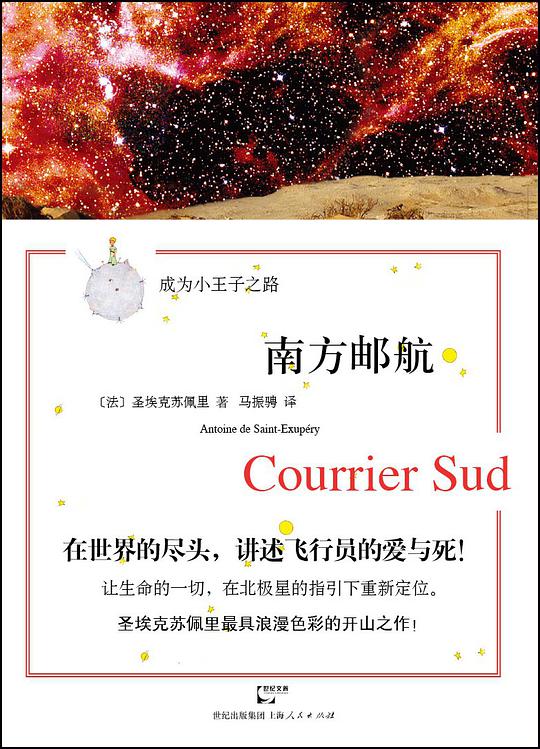 成为小王子之路
南方邮航
〔法〕圣埃克苏佩里 著 马振骋 译
Antoine de Saint-Exupéry
Courrier Sud
在世界的尽头，讲述飞行员的爱与死！
让生命的一切，在北极星的指引下重新定位。
圣埃克苏佩里最具浪漫色彩的开山之作！
世纪文景
世纪出版集团 上海人民出版社